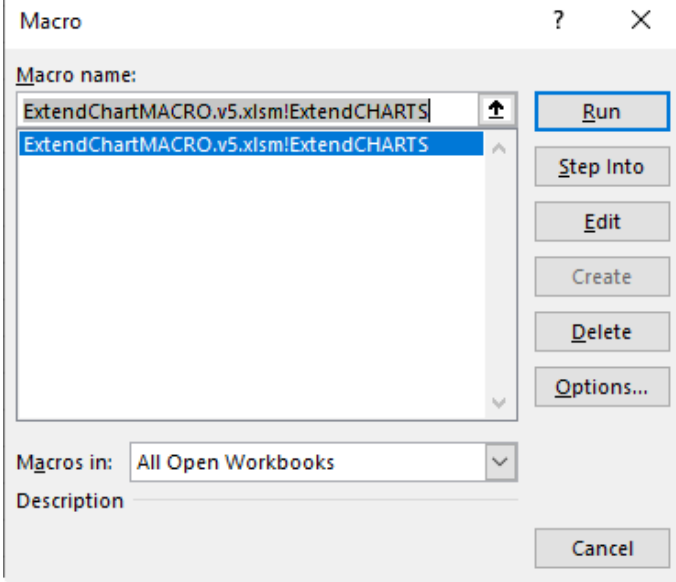 Macro ?
Macro name:
ExtendChartMACRO.v5.xlsm!ExtendCHARTS
Run
ExtendChartMACRO.v5.xlsm!ExtendCHARTS
Step Into
Edit
Create
Delete
Options...
Macros in: All Open Workbooks
Description
Cancel